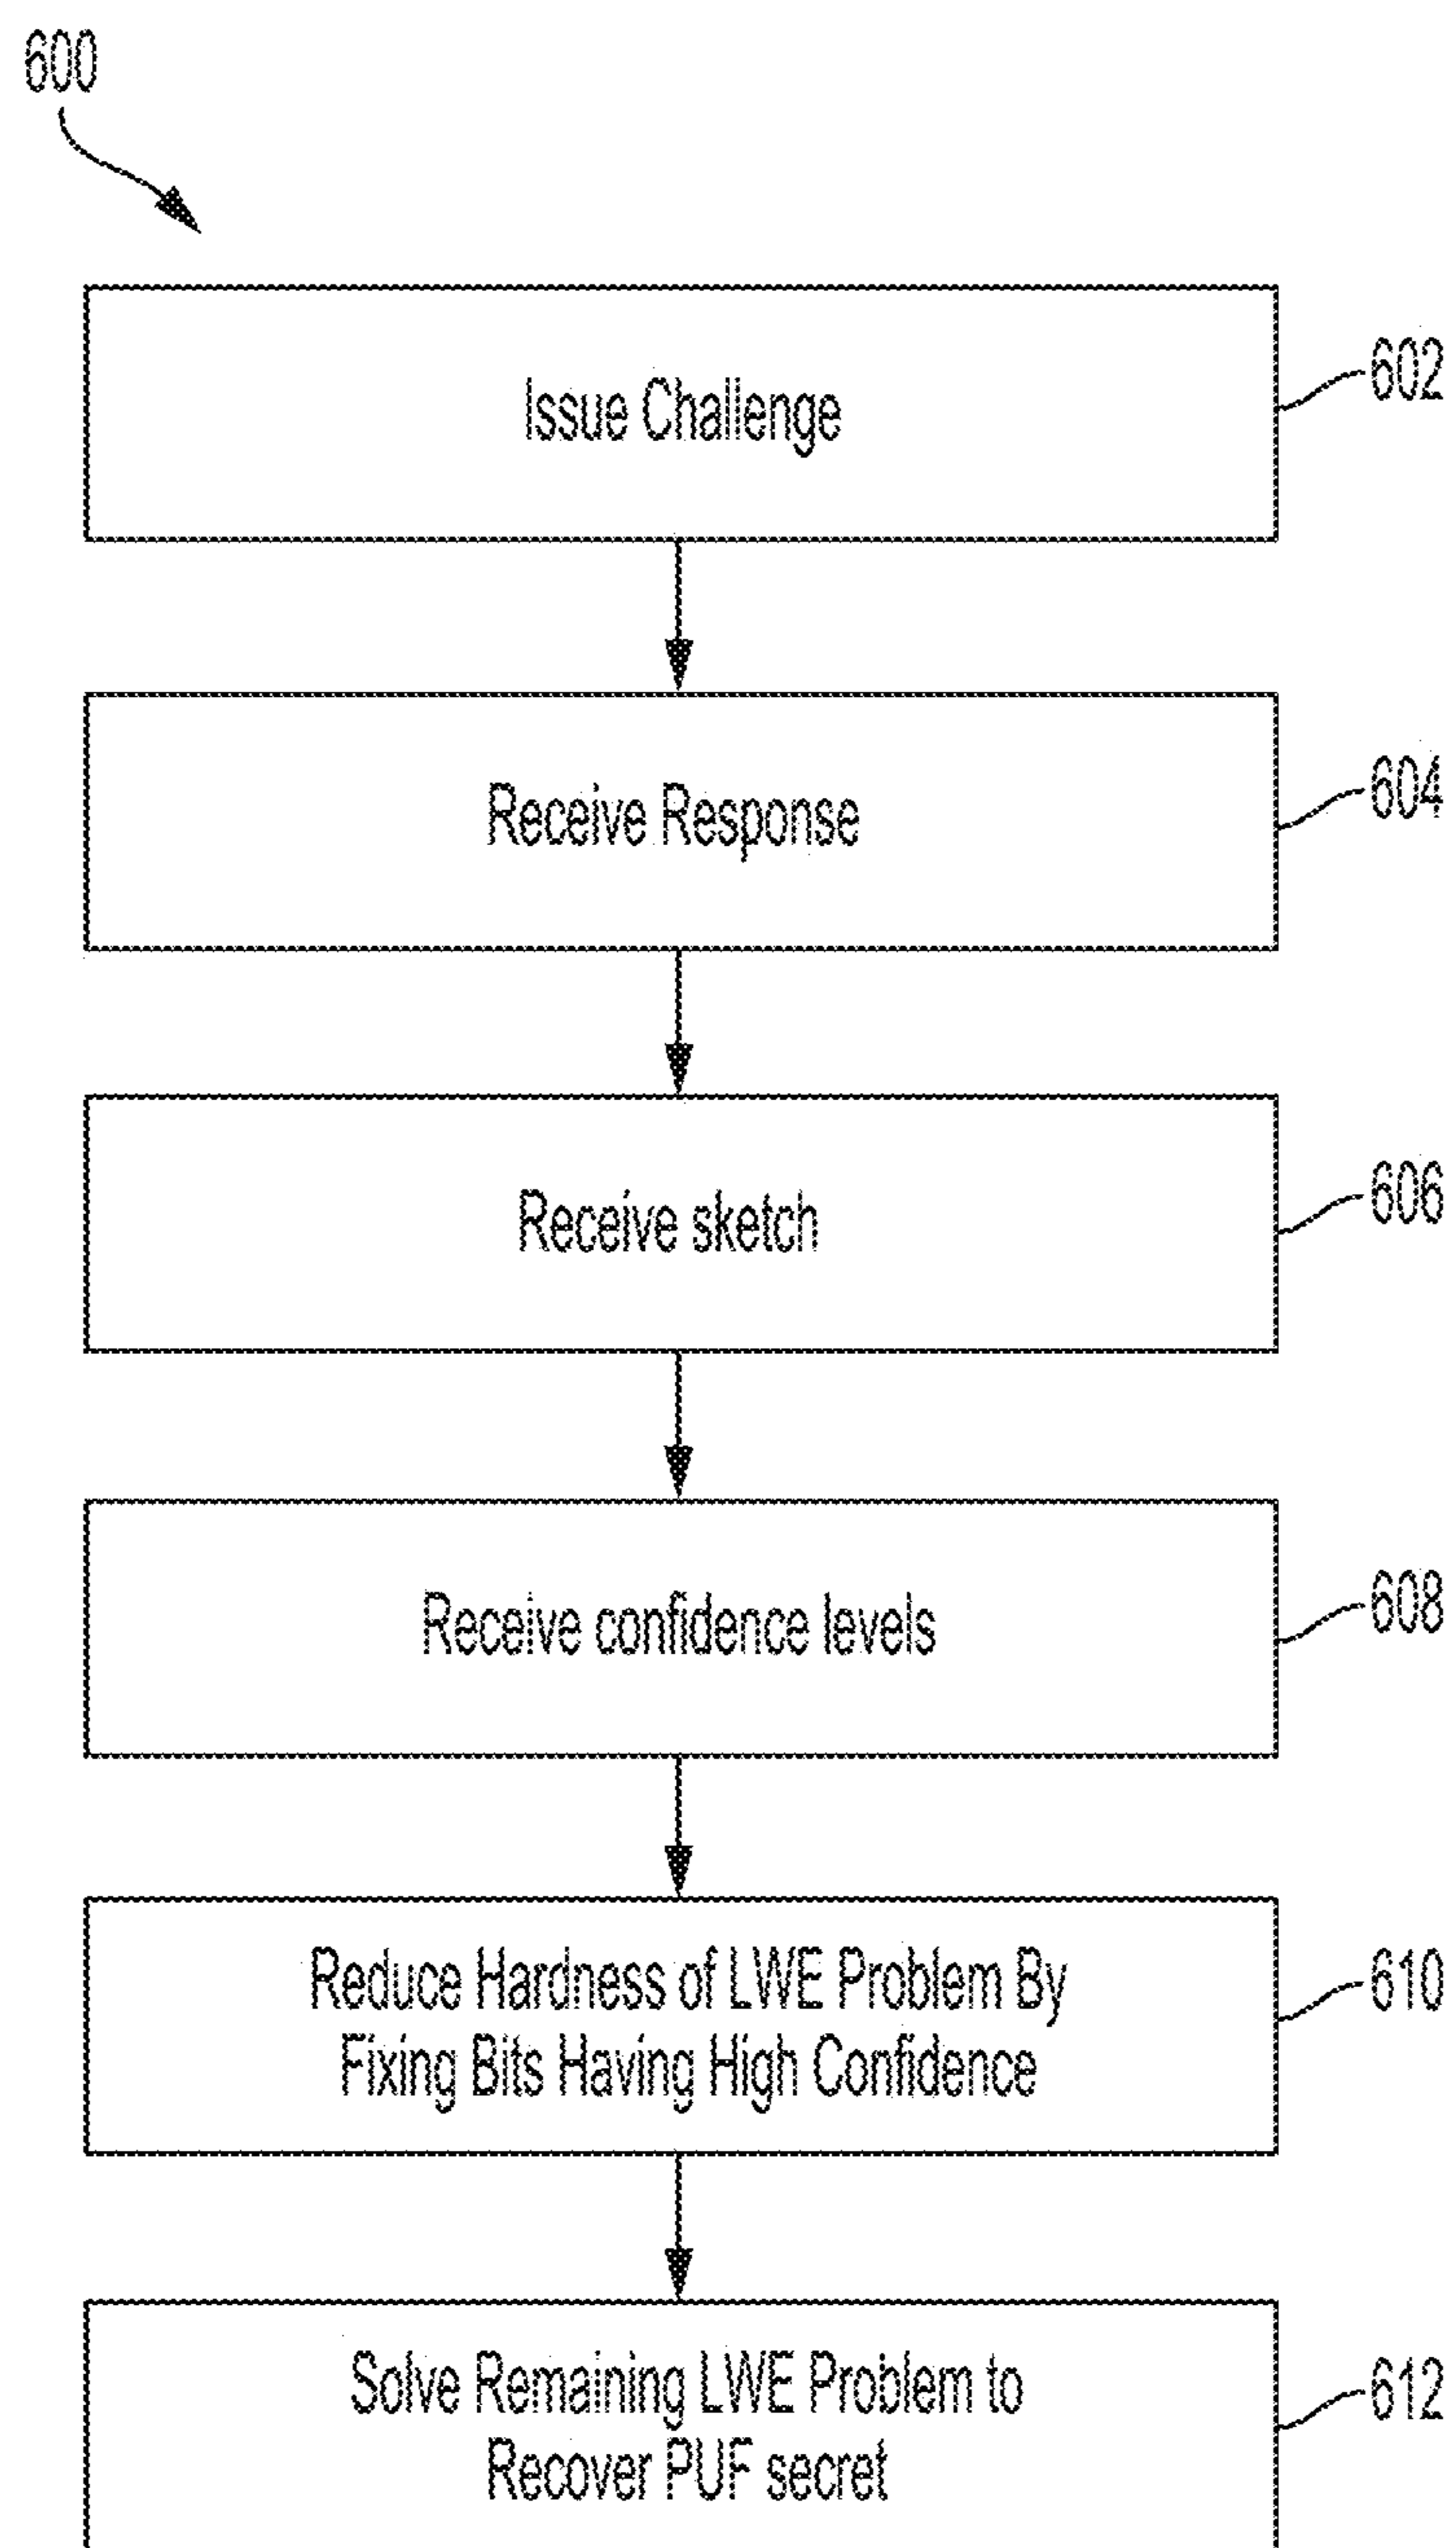 600
Issue Challenge
602
Receive Response
604
Receive sketch
606
Receive confidence levels
608
Reduce Hardness of LWE Problem By
Fixing Bits Having High Confidence
610
Solve Remaining LWE Problem to
Recover PUF secret
612